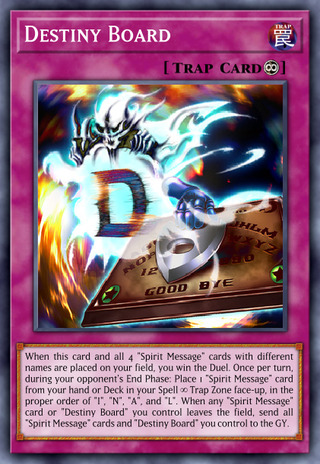 Destiny Board
TRAP
罠
[ Trap Card∞ ]
D
GOOD BYE
When this card and all 4 "Spirit Message" cards with different
names are placed on your field, you win the Duel. Once per turn,
during your opponent's End Phase: Place 1 "Spirit Message" card
from your hand or Deck in your Spell ∞ Trap Zone face-up, in the
proper order of "I", "N", "A", and "L". When any "Spirit Message"
card or "Destiny Board" you control leaves the field, send all
"Spirit Message" cards and "Destiny Board" you control to the GY.